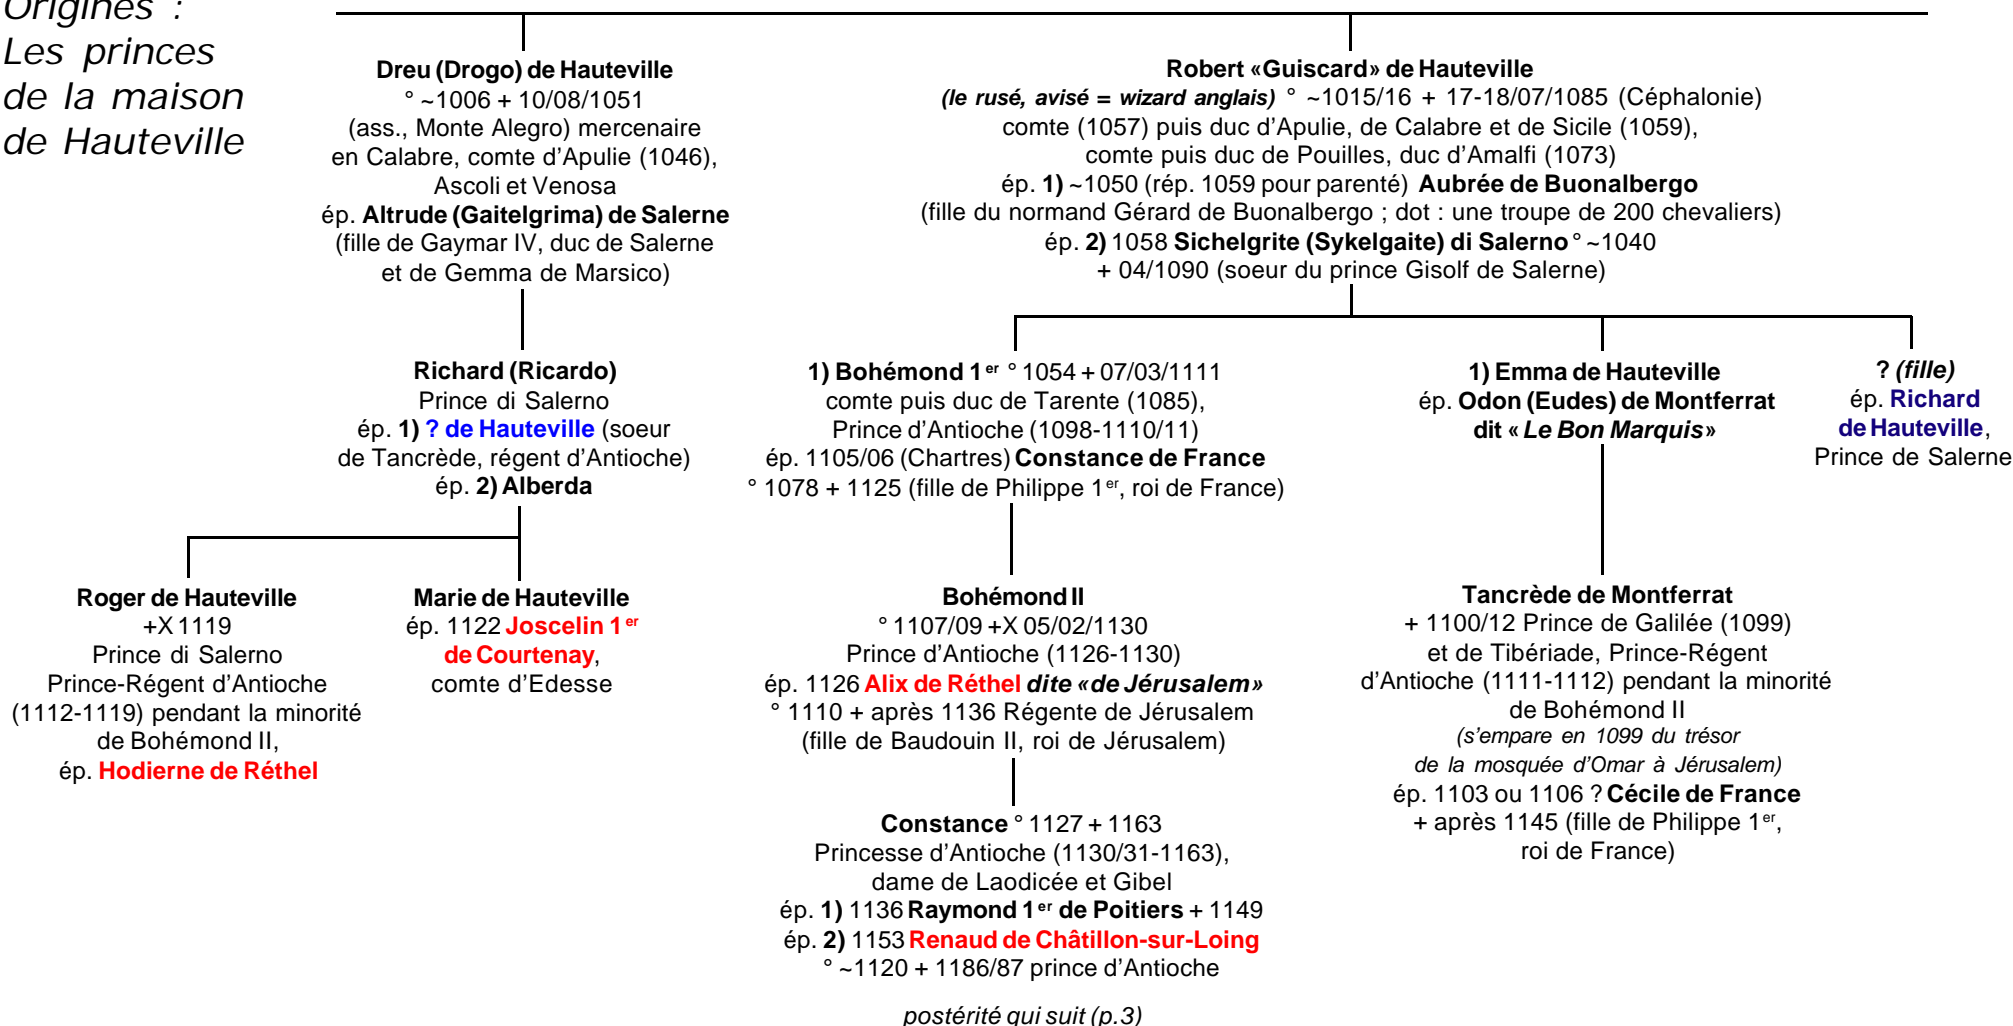 Origines :
Les princes
de la maison
de Hauteville
Dreu (Drogo) de Hauteville
° ~1006 + 10/08/1051
(ass., Monte Alegro) mercenaire
en Calabre, comte d’Apulie (1046),
Ascoli et Venosa
ép. Altrude (Gaitelgrima) de Salerne
(fille de Gaymar IV, duc de Salerne
et de Gemma de Marsico)
Robert «Guiscard» de Hauteville
(le rusé, avisé = wizard anglais) ° ~1015/16 + 17-18/07/1085 (Céphalonie)
comte (1057) puis duc d’Apulie, de Calabre et de Sicile (1059),
comte puis duc de Pouilles, duc d’Amalfi (1073)
ép. 1) ~1050 (rép. 1059 pour parenté) Aubrée de Buonalbergo
(fille du normand Gérard de Buonalbergo ; dot : une troupe de 200 chevaliers)
ép. 2) 1058 Sichelgrite (Sykelgaite) di Salerno ° ~1040
+ 04/1090 (soeur du prince Gisolf de Salerne)
Richard (Ricardo)
Prince di Salerno
ép. 1) ? de Hauteville (soeur
de Tancrède, régent d’Antioche)
ép. 2) Alberda
1) Bohémond 1er ° 1054 + 07/03/1111
comte puis duc de Tarente (1085),
Prince d’Antioche (1098-1110/11)
ép. 1105/06 (Chartres) Constance de France
° 1078 + 1125 (fille de Philippe 1er, roi de France)
1) Emma de Hauteville
ép. Odon (Eudes) de Montferrat
dit «Le Bon Marquis»
? (fille)
ép. Richard
de Hauteville,
Prince de Salerne
Roger de Hauteville
+X 1119
Prince di Salerno
Prince-Régent d’Antioche
(1112-1119) pendant la minorité
de Bohémond II,
ép. Hodierne de Réthel
Marie de Hauteville
ép. 1122 Joscelin 1er
de Courtenay,
comte d’Edesse
Bohémond II
° 1107/09 +X 05/02/1130
Prince d’Antioche (1126-1130)
ép. 1126 Alix de Réthel dite «de Jérusalem»
° 1110 + après 1136 Régente de Jérusalem
(fille de Baudouin II, roi de Jérusalem)
Tancrède de Montferrat
+ 1100/12 Prince de Galilée (1099)
et de Tibériade, Prince-Régent
d’Antioche (1111-1112) pendant la minorité
de Bohémond II
(s’empare en 1099 du trésor
de la mosquée d’Omar à Jérusalem)
ép. 1103 ou 1106 ? Cécile de France
+ après 1145 (fille de Philippe 1er,
roi de France)
Constance ° 1127 + 1163
Princesse d’Antioche (1130/31-1163),
dame de Laodicée et Gibel
ép. 1) 1136 Raymond 1er de Poitiers + 1149
ép. 2) 1153 Renaud de Châtillon-sur-Loing
° ~1120 + 1186/87 prince d’Antioche
postérité qui suit (p.3)